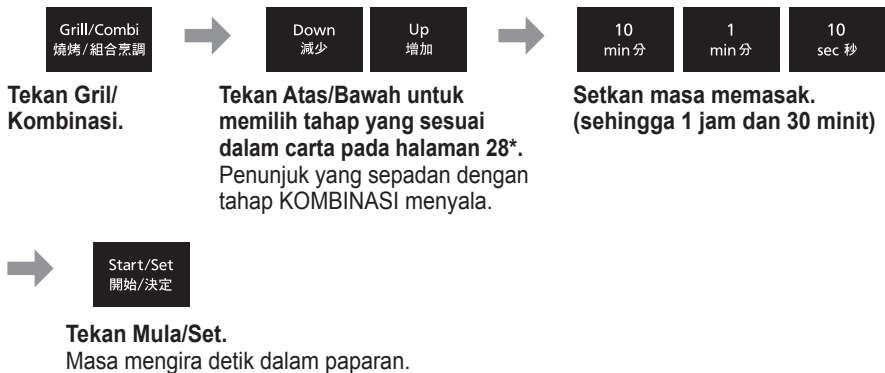 Grill/Combi
燒烤/組合烹調
Down
減少
Up
增加
10
min 分
1
min 分
10
sec 秒
Tekan Gril/
Kombinasi.
Tekan Atas/Bawah untuk
memilih tahap yang sesuai
dalam carta pada halaman 28*.
Penunjuk yang sepadan dengan
tahap KOMBINASI menyala.
Setkan masa memasak.
(sehingga 1 jam dan 30 minit)
Start/Set
開始/決定
Tekan Mula/Set.
Masa mengira detik dalam paparan.